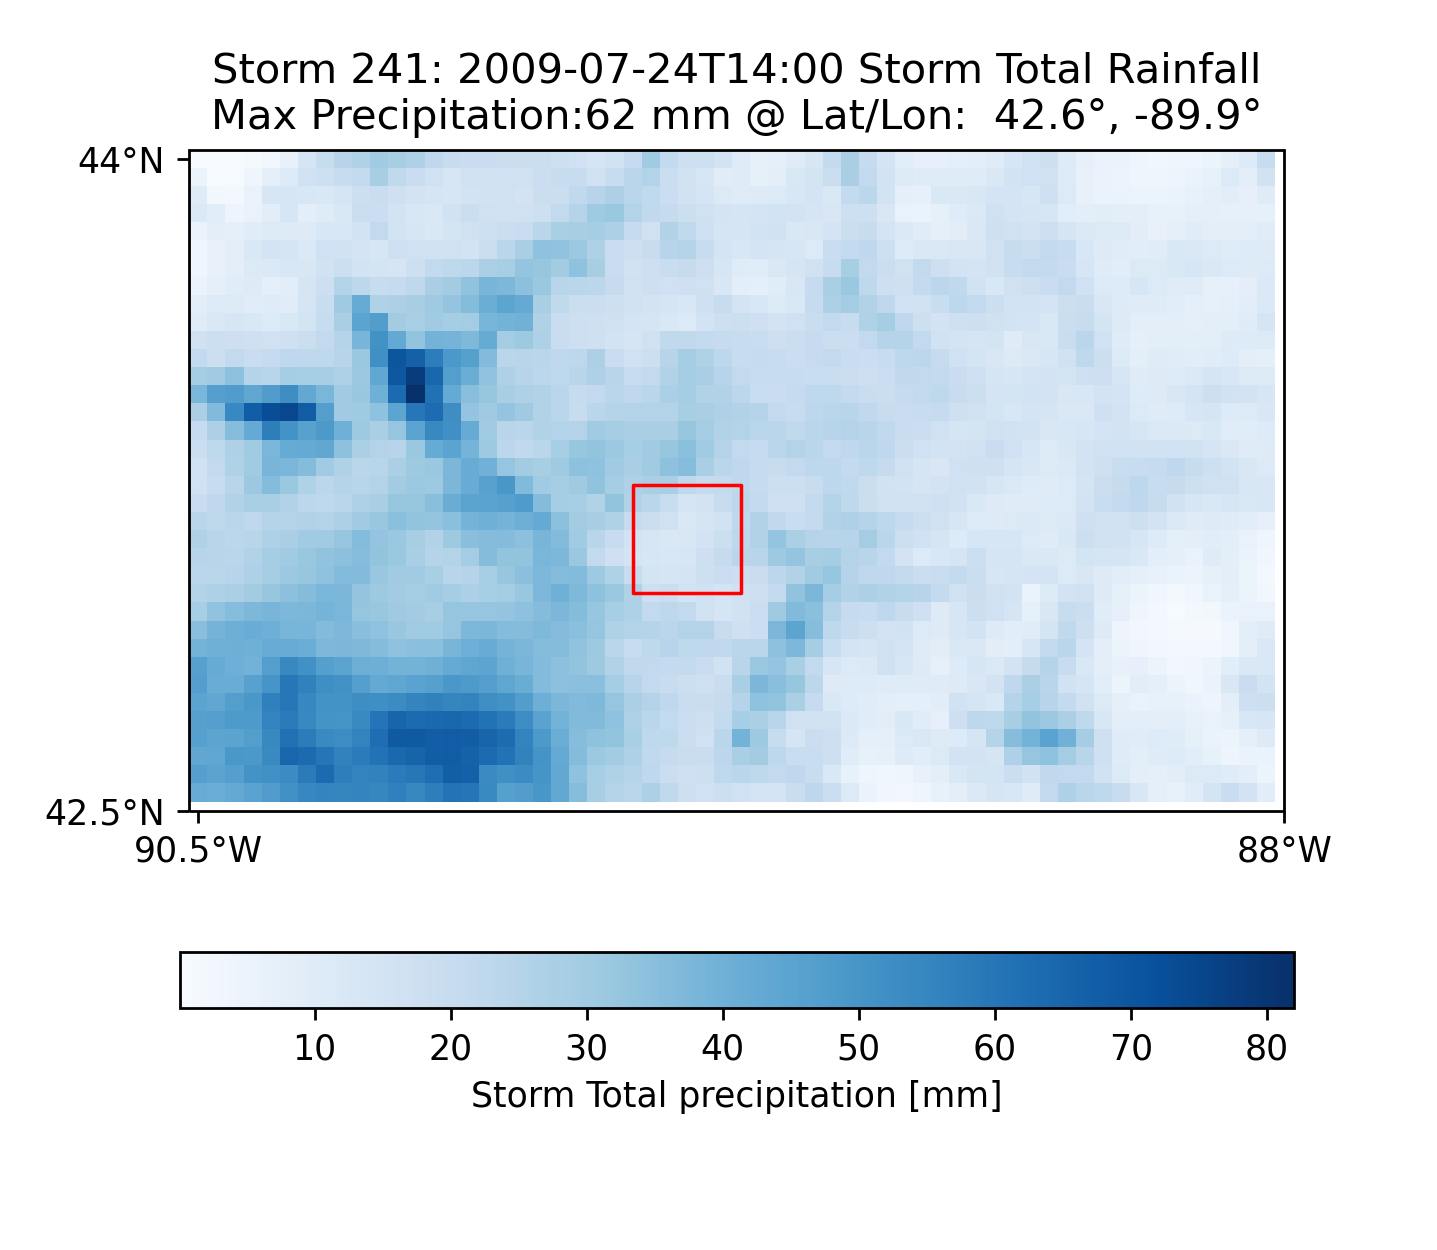 Storm 241: 2009-07-24T14:00 Storm Total Rainfall
Max Precipitation:62 mm @ Lat/Lon:  42.6°, -89.9°
44°N
42.5°N
90.5°W 88°W
10 20 30 40 50 60 70 80
Storm Total precipitation [mm]